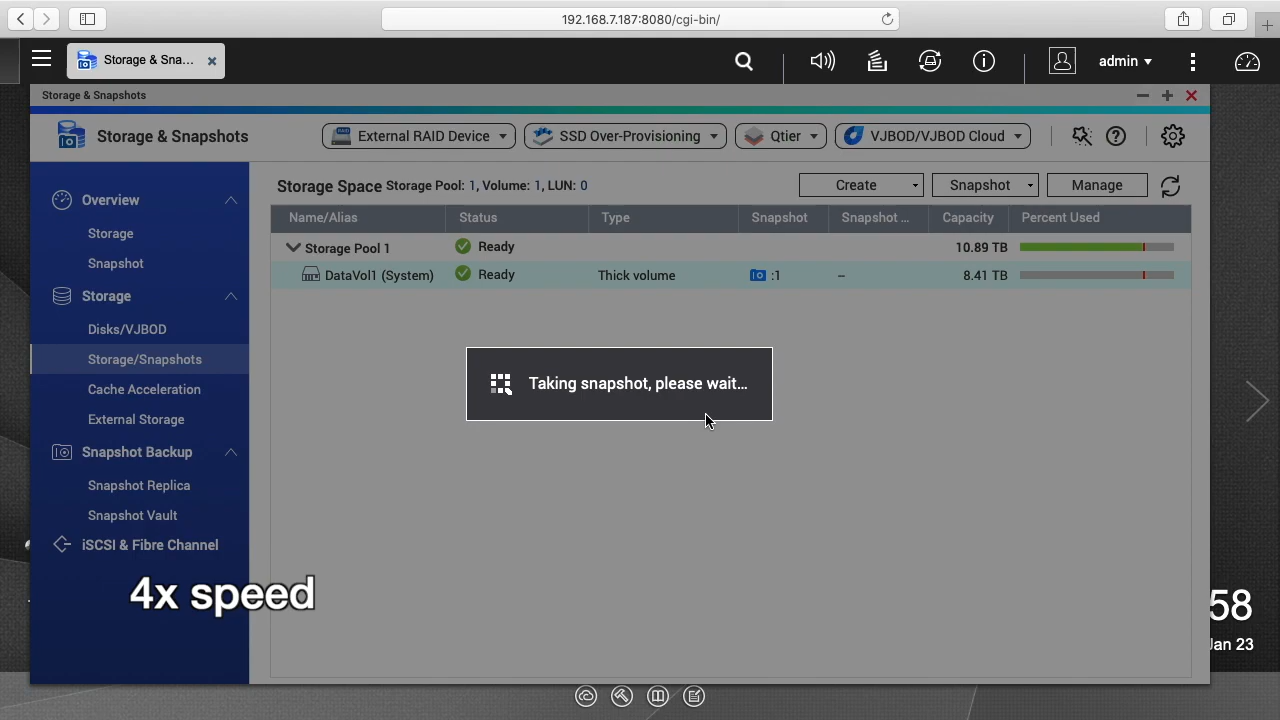 192.168.7.187:8080/cgi-bin/
Storage & Sna...
admin
Storage & Snapshots
Storage & Snapshots
RAID
External RAID Device
SSD Over-Provisioning
Qtier
VJBOD/VJBOD Cloud
Overview
Storage
Snapshot
Storage
Disks/VJBOD
Storage/Snapshots
Cache Acceleration
External Storage
Snapshot Backup
Snapshot Replica
Snapshot Vault
iSCSI & Fibre Channel
Storage Space Storage Pool: 1, Volume: 1, LUN: 0
Create
Snapshot
Manage
Name/Alias Status Type Snapshot Snapshot ... Capacity Percent Used
Storage Pool 1 Ready 10.89 TB
DataVol1 (System) Ready Thick volume :1 -- 8.41 TB
Taking snapshot, please wait...
4x speed
58
Jan 23